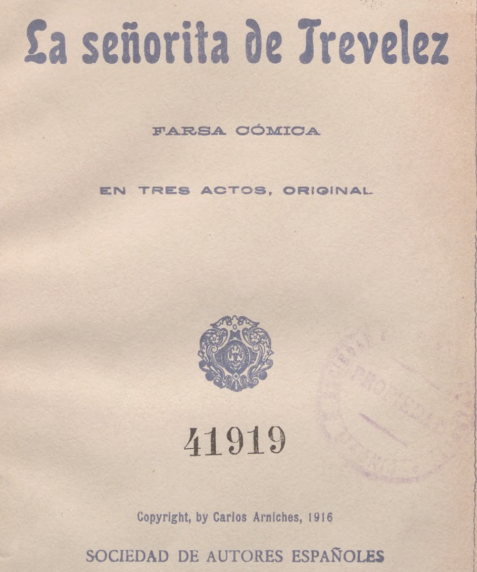 La señorita de Trevelez
FARSA CÓMICA
EN TRES ACTOS, ORIGINAL
41919
Copyright, by Carlos Arniches, 1916
SOCIEDAD DE AUTORES ESPAÑOLES